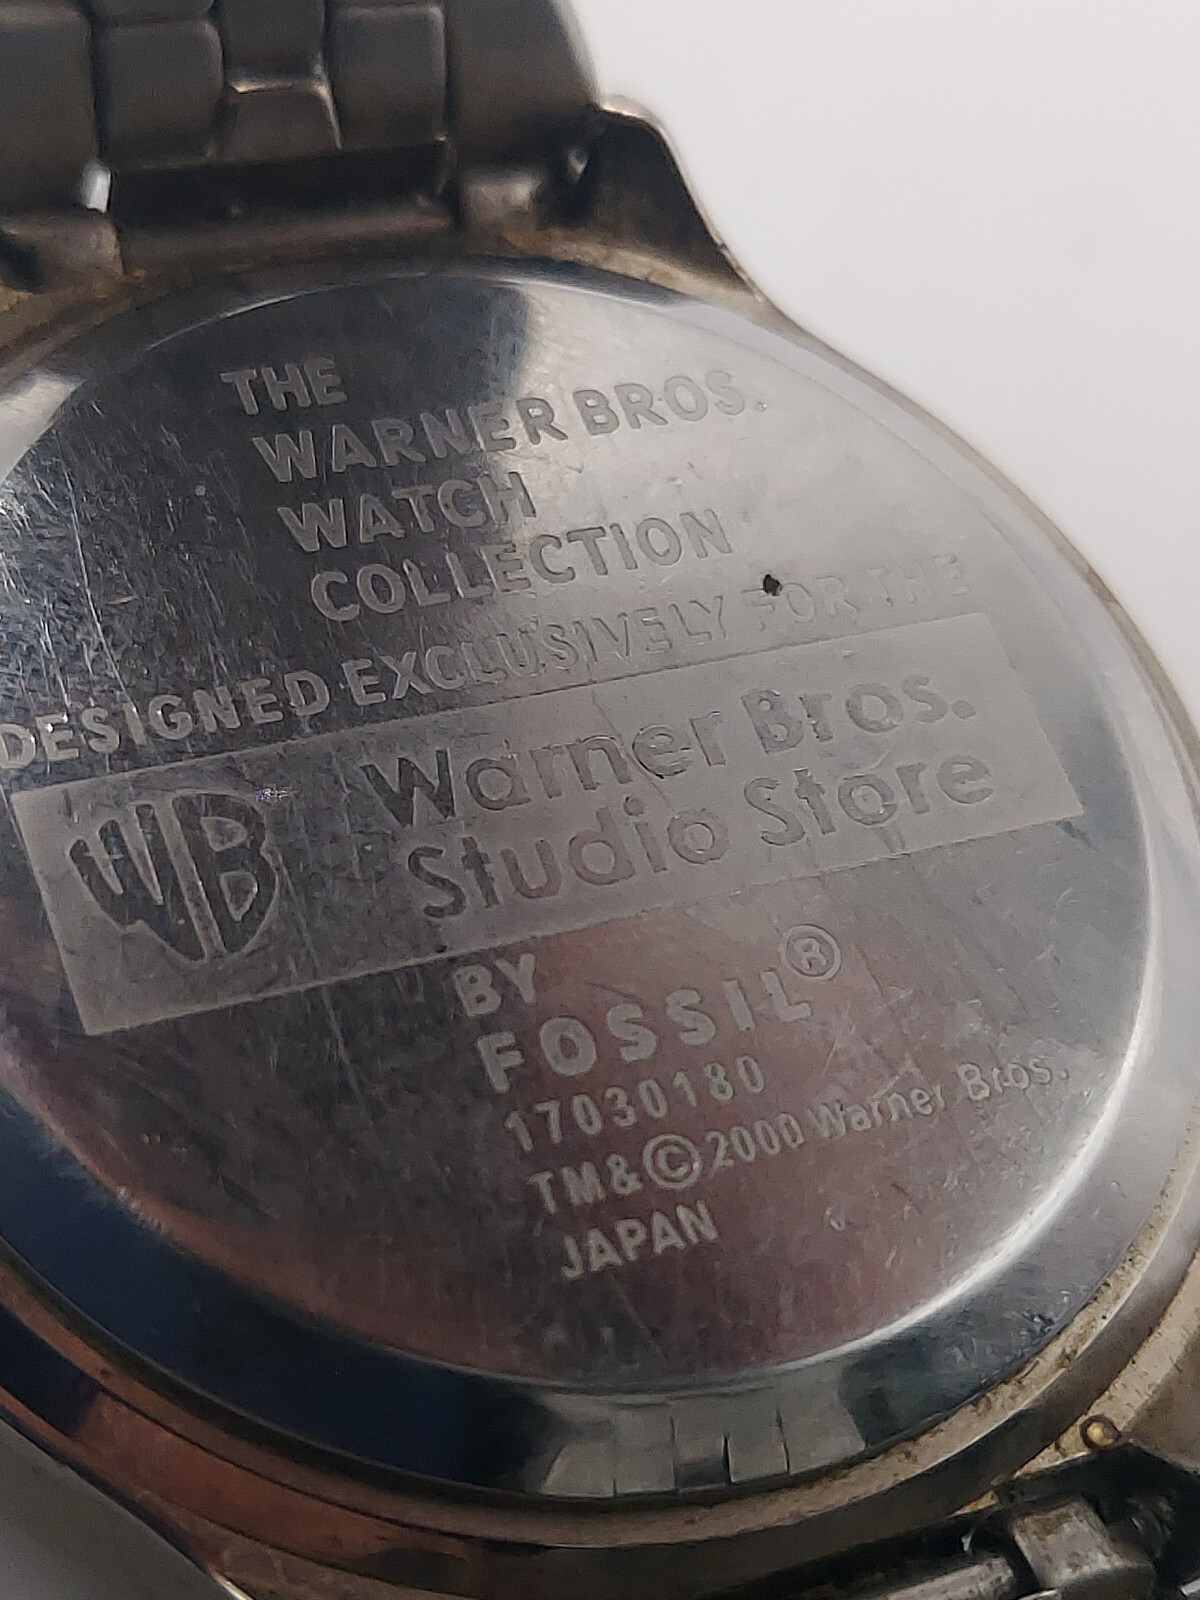 THE
WARNER BROS.
WATCH
COLLECTION
DESIGNED EXCLUSIVELY FOR THE
WB Warner Bros.
Studio Store
BY
FOSSIL®
17030180
TM&©2000 Warner Bros.
JAPAN